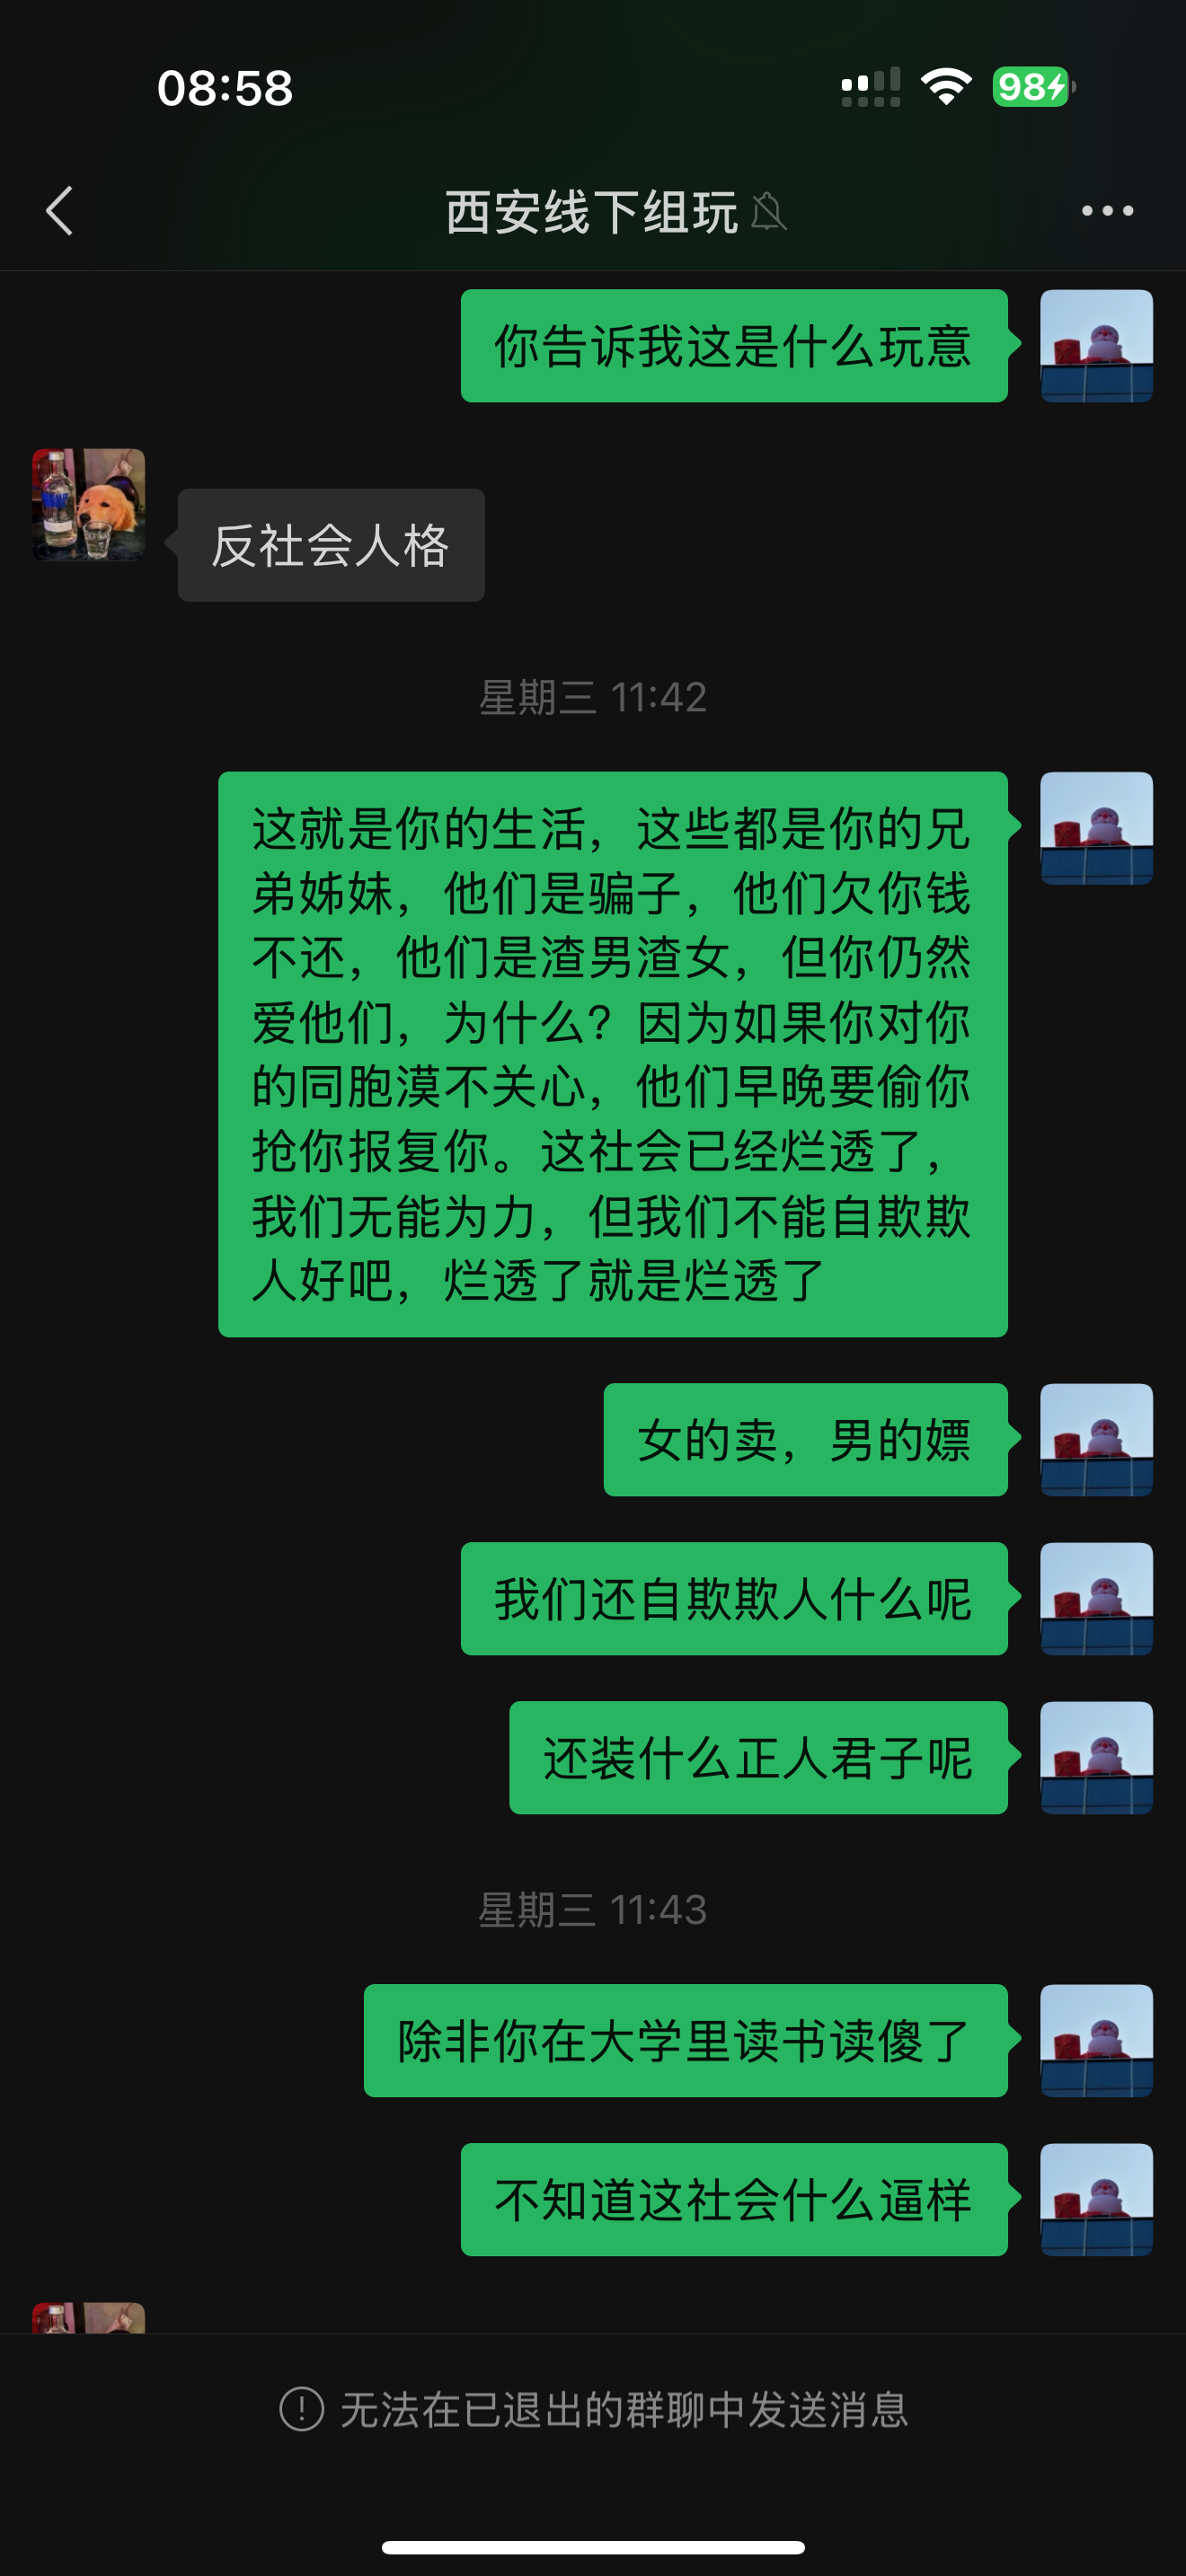 08:58
98
西安线下组玩
你告诉我这是什么玩意
反社会人格
星期三 11:42
这就是你的生活，这些都是你的兄
弟姊妹，他们是骗子，他们欠你钱
不还，他们是渣男渣女，但你仍然
爱他们，为什么？因为如果你对你
的同胞漠不关心，他们早晚要偷你
抢你报复你。这社会已经烂透了，
我们无能为力，但我们不能自欺欺
人好吧，烂透了就是烂透了
女的卖，男的嫖
我们还自欺欺人什么呢
还装什么正人君子呢
星期三 11:43
除非你在大学里读书读傻了
不知道这社会什么逼样
无法在已退出的群聊中发送消息